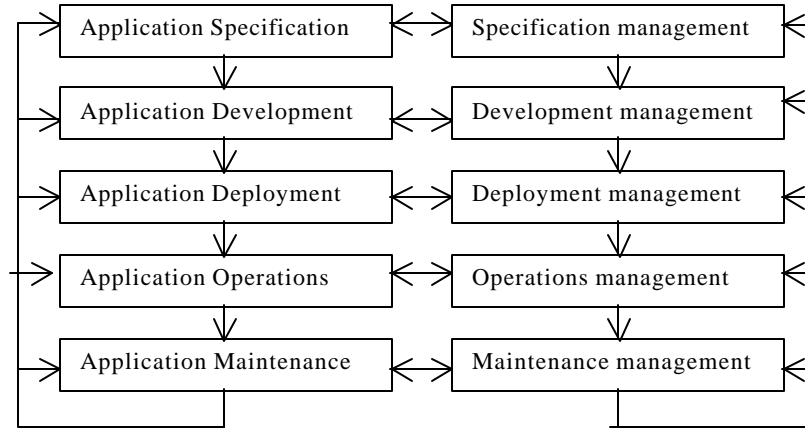 Application Specification
Specification management
Application Development
Development management
Application Deployment
Deployment management
Application Operations
Operations management
Application Maintenance
Maintenance management